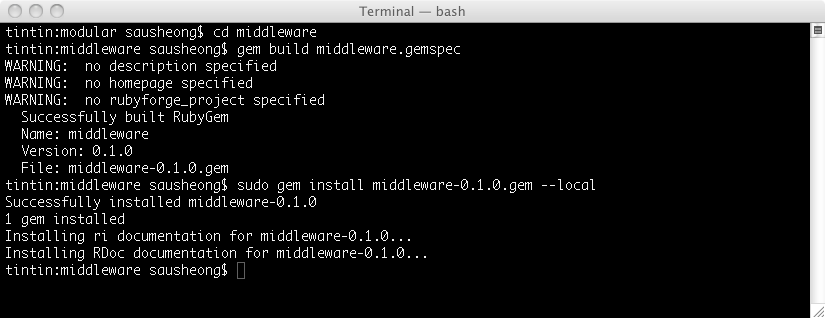 Terminal — bash
tintin:modular sausheong$ cd middleware
tintin:middleware sausheong$ gem build middleware.gemspec
WARNING:  no description specified
WARNING:  no homepage specified
WARNING:  no rubyforge_project specified
  Successfully built RubyGem
  Name: middleware
  Version: 0.1.0
  File: middleware-0.1.0.gem
tintin:middleware sausheong$ sudo gem install middleware-0.1.0.gem --local
Successfully installed middleware-0.1.0
1 gem installed
Installing ri documentation for middleware-0.1.0...
Installing RDoc documentation for middleware-0.1.0...
tintin:middleware sausheong$